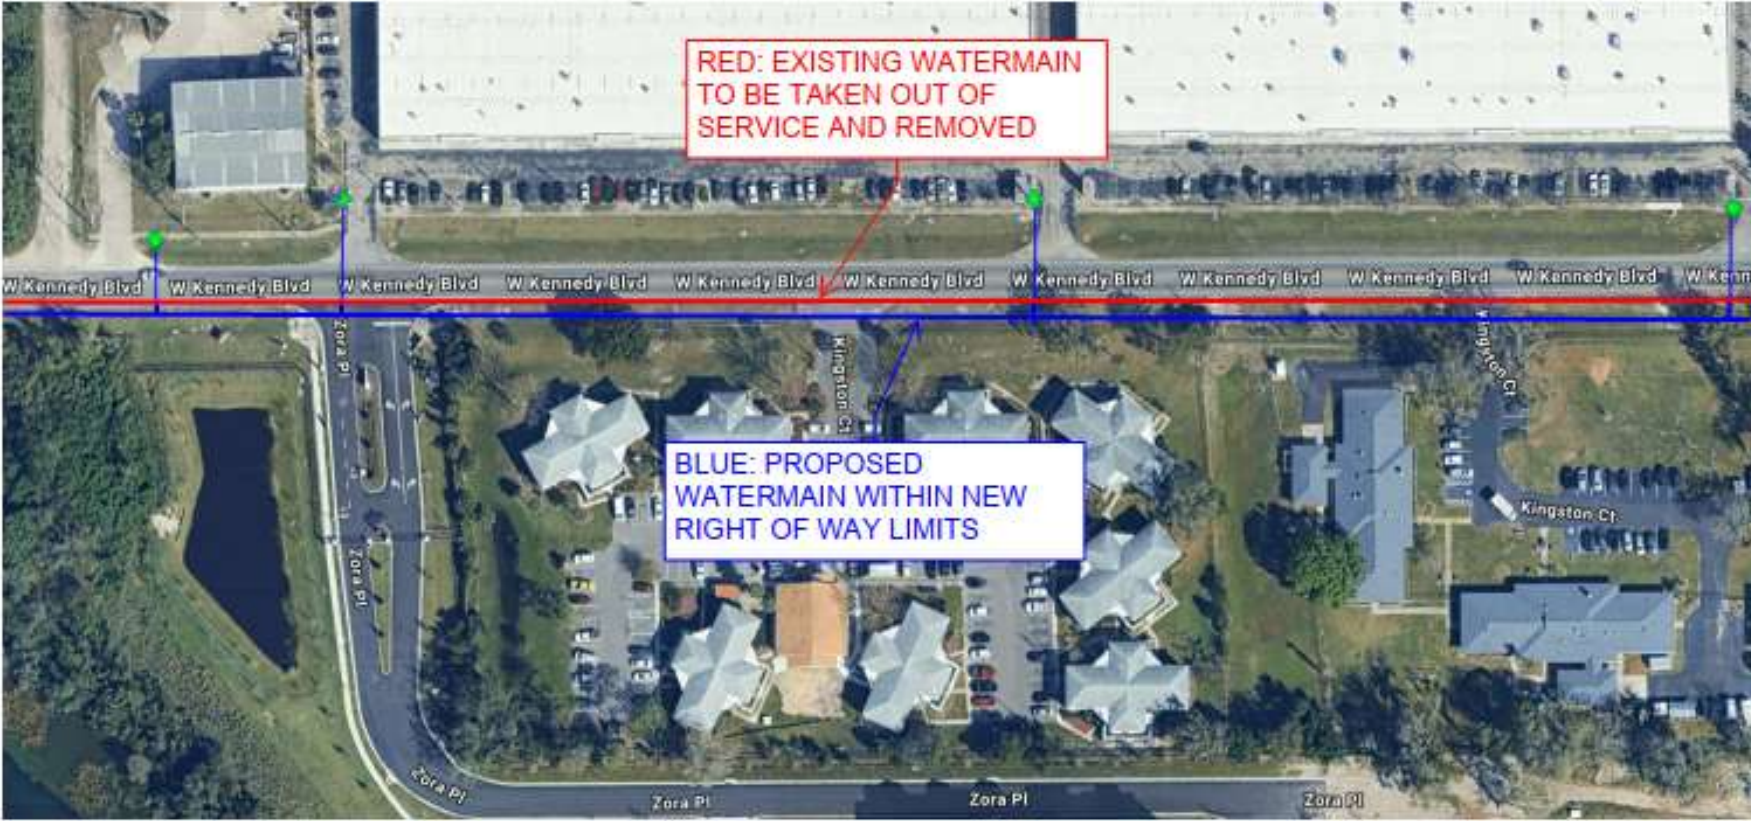 RED: EXISTING WATERMAIN
TO BE TAKEN OUT OF
SERVICE AND REMOVED
W Kennedy Blvd
W Kennedy Blvd
W Kennedy Blvd
W Kennedy Blvd
W Kennedy Blvd
W Kennedy Blvd
W Kennedy Blvd
W Kennedy Blvd
W Kennedy Blvd
W Kennedy Blvd
W Kenn
Zora Pl
Kingston Ct
Kingston Ct
BLUE: PROPOSED
WATERMAIN WITHIN NEW
RIGHT OF WAY LIMITS
Kingston Ct
Zora Pl
Zora Pl
Zora Pl
Zora Pl
Zora Pl